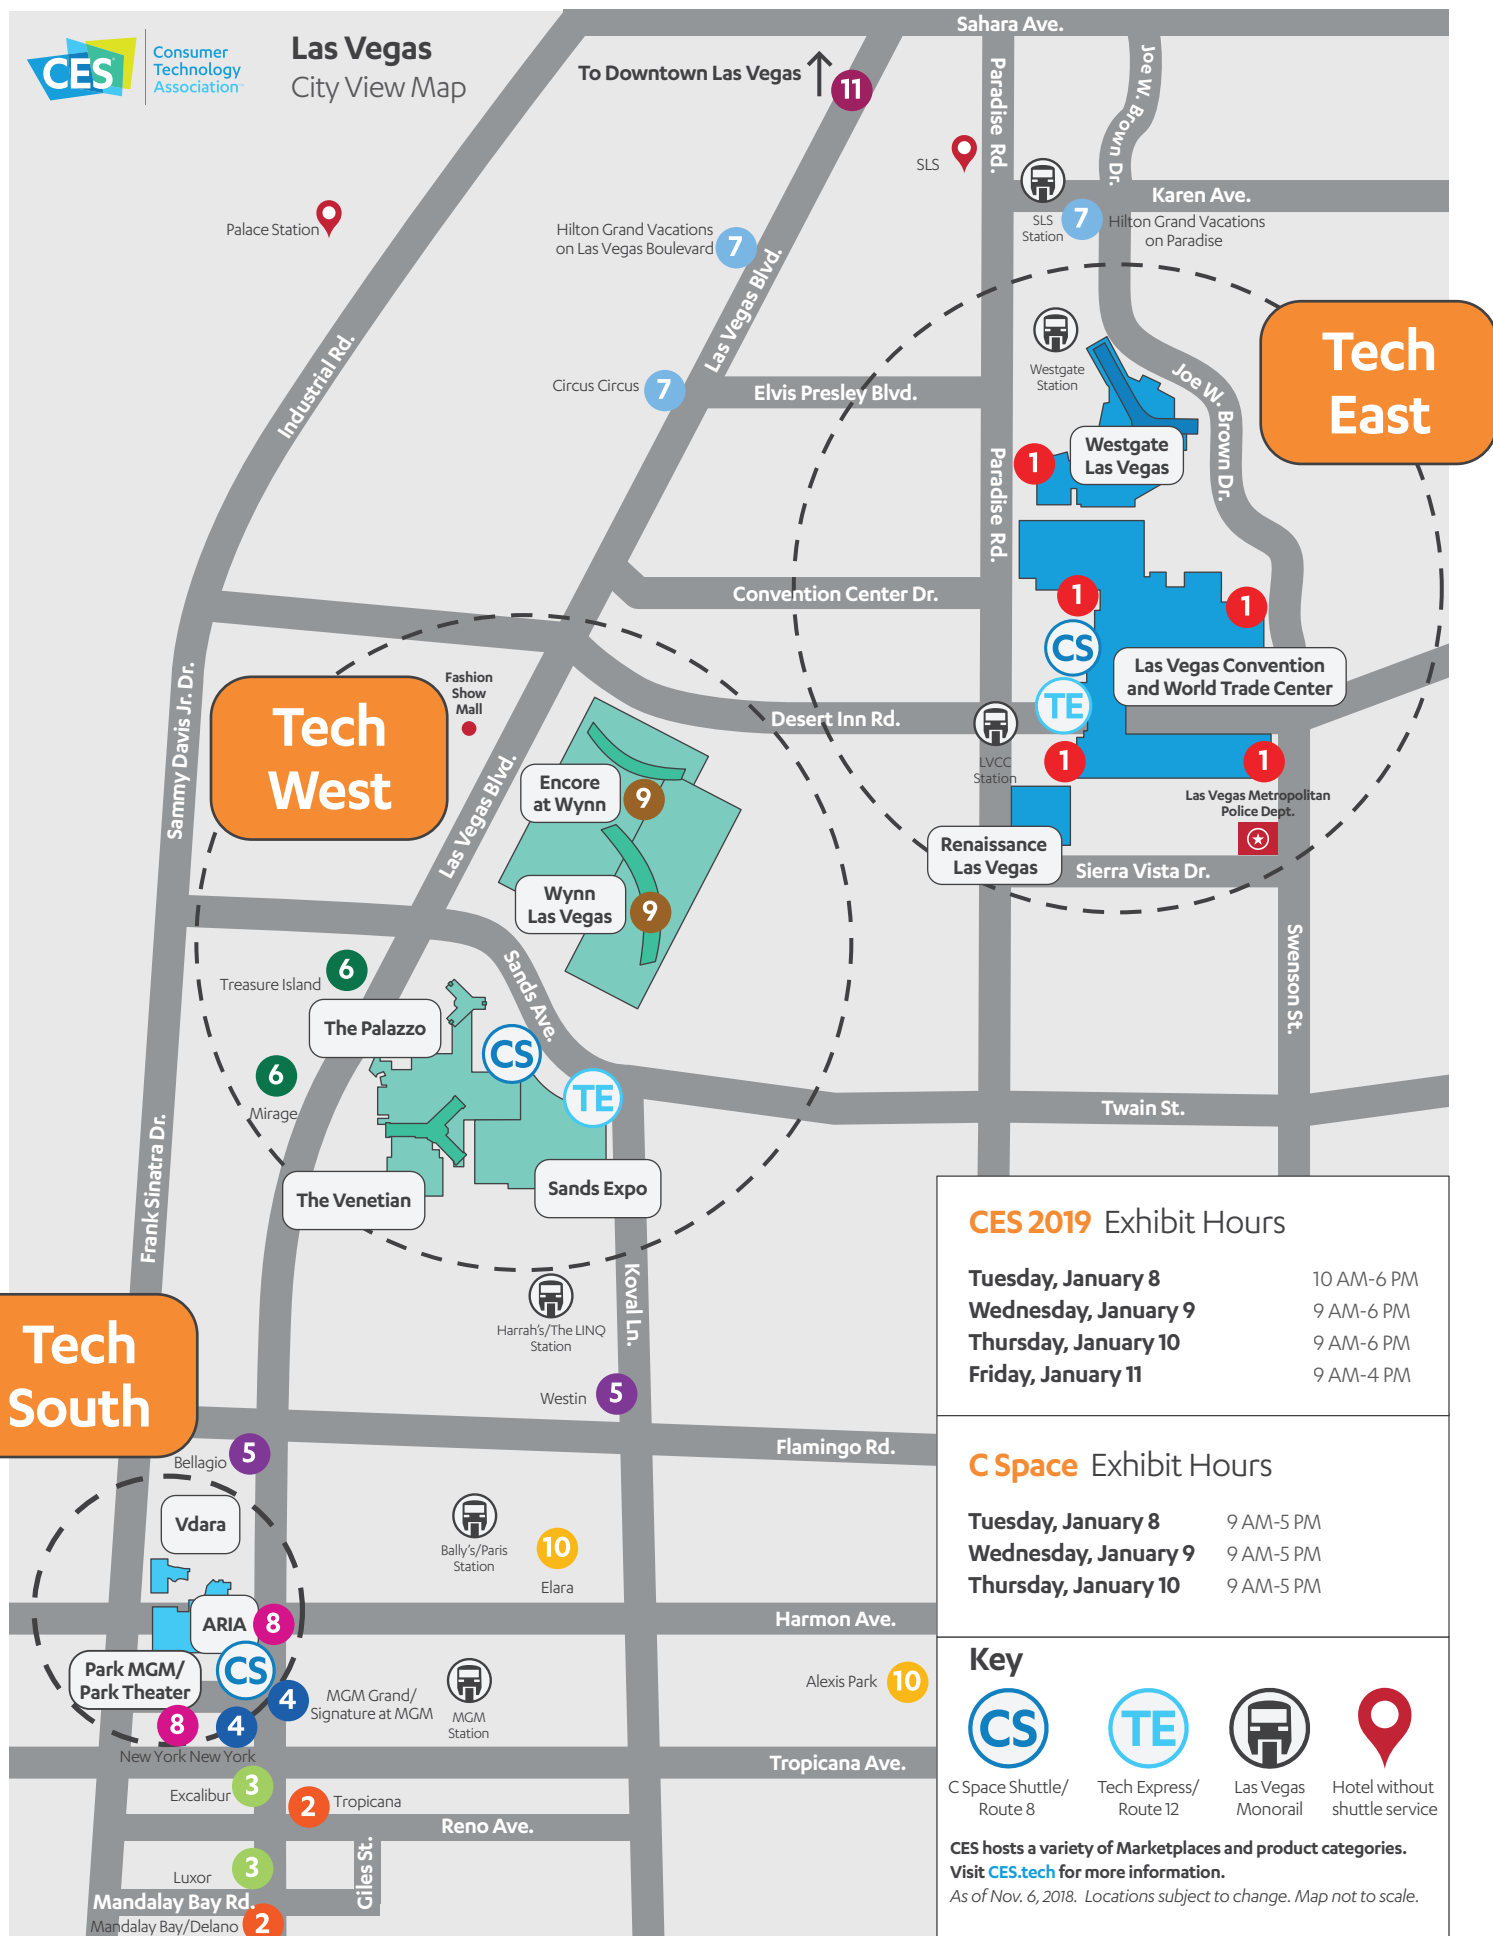 CES
Consumer
Technology
Association
Las Vegas
City View Map
To Downtown Las Vegas
11
Sahara Ave.
Paradise Rd.
Joe W. Brown Dr.
SLS
Karen Ave.
SLS
Station
7
Hilton Grand Vacations
on Paradise
Palace Station
Hilton Grand Vacations
on Las Vegas Boulevard
7
Las Vegas Blvd.
Industrial Rd.
Circus Circus
7
Elvis Presley Blvd.
Westgate
Station
Tech
East
Joe W. Brown Dr.
Westgate
Las Vegas
1
Paradise Rd.
Convention Center Dr.
1
1
CS
TE
Las Vegas Convention
and World Trade Center
Desert Inn Rd.
LVCC
Station
1
1
Las Vegas Metropolitan
Police Dept.
Renaissance
Las Vegas
Sierra Vista Dr.
Swenson St.
Sammy Davis Jr. Dr.
Tech
West
Fashion
Show
Mall
Las Vegas Blvd.
Encore
at Wynn
9
Wynn
Las Vegas
9
Sands Ave.
6
Treasure Island
The Palazzo
CS
TE
6
Mirage
Twain St.
The Venetian
Sands Expo
Frank Sinatra Dr.
Koval Ln.
Harrah's/The LINQ
Station
Westin
5
Tech
South
Flamingo Rd.
Bellagio
5
Vdara
Bally's/Paris
Station
10
Elara
ARIA
8
Harmon Ave.
Park MGM/
Park Theater
CS
4
MGM Grand/
Signature at MGM
MGM
Station
Alexis Park
10
8
4
New York New York
Tropicana Ave.
Excalibur
3
2
Tropicana
Reno Ave.
Giles St.
Luxor
3
Mandalay Bay Rd.
Mandalay Bay/Delano
2
CES 2019 Exhibit Hours
Tuesday, January 8 10 AM-6 PM
Wednesday, January 9 9 AM-6 PM
Thursday, January 10 9 AM-6 PM
Friday, January 11 9 AM-4 PM
C Space Exhibit Hours
Tuesday, January 8 9 AM-5 PM
Wednesday, January 9 9 AM-5 PM
Thursday, January 10 9 AM-5 PM
Key
CS
TE
C Space Shuttle/
Route 8
Tech Express/
Route 12
Las Vegas
Monorail
Hotel without
shuttle service
CES hosts a variety of Marketplaces and product categories.
Visit CES.tech for more information.
As of Nov. 6, 2018. Locations subject to change. Map not to scale.